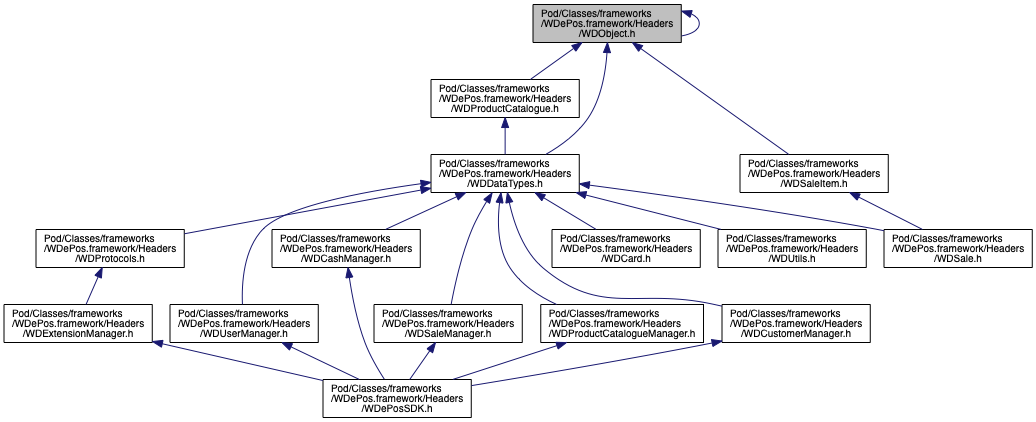 Pod/Classes/frameworks
/WDePos.framework/Headers
/WDObject.h
Pod/Classes/frameworks
/WDePos.framework/Headers
/WDProductCatalogue.h
Pod/Classes/frameworks
/WDePos.framework/Headers
/WDDataTypes.h
Pod/Classes/frameworks
/WDePos.framework/Headers
/WDSaleItem.h
Pod/Classes/frameworks
/WDePos.framework/Headers
/WDProtocols.h
Pod/Classes/frameworks
/WDePos.framework/Headers
/WDCashManager.h
Pod/Classes/frameworks
/WDePos.framework/Headers
/WDCard.h
Pod/Classes/frameworks
/WDePos.framework/Headers
/WDUtils.h
Pod/Classes/frameworks
/WDePos.framework/Headers
/WDSale.h
Pod/Classes/frameworks
/WDePos.framework/Headers
/WDExtensionManager.h
Pod/Classes/frameworks
/WDePos.framework/Headers
/WDUserManager.h
Pod/Classes/frameworks
/WDePos.framework/Headers
/WDSaleManager.h
Pod/Classes/frameworks
/WDePos.framework/Headers
/WDProductCatalogueManager.h
Pod/Classes/frameworks
/WDePos.framework/Headers
/WDCustomerManager.h
Pod/Classes/frameworks
/WDePos.framework/Headers
/WDePosSDK.h